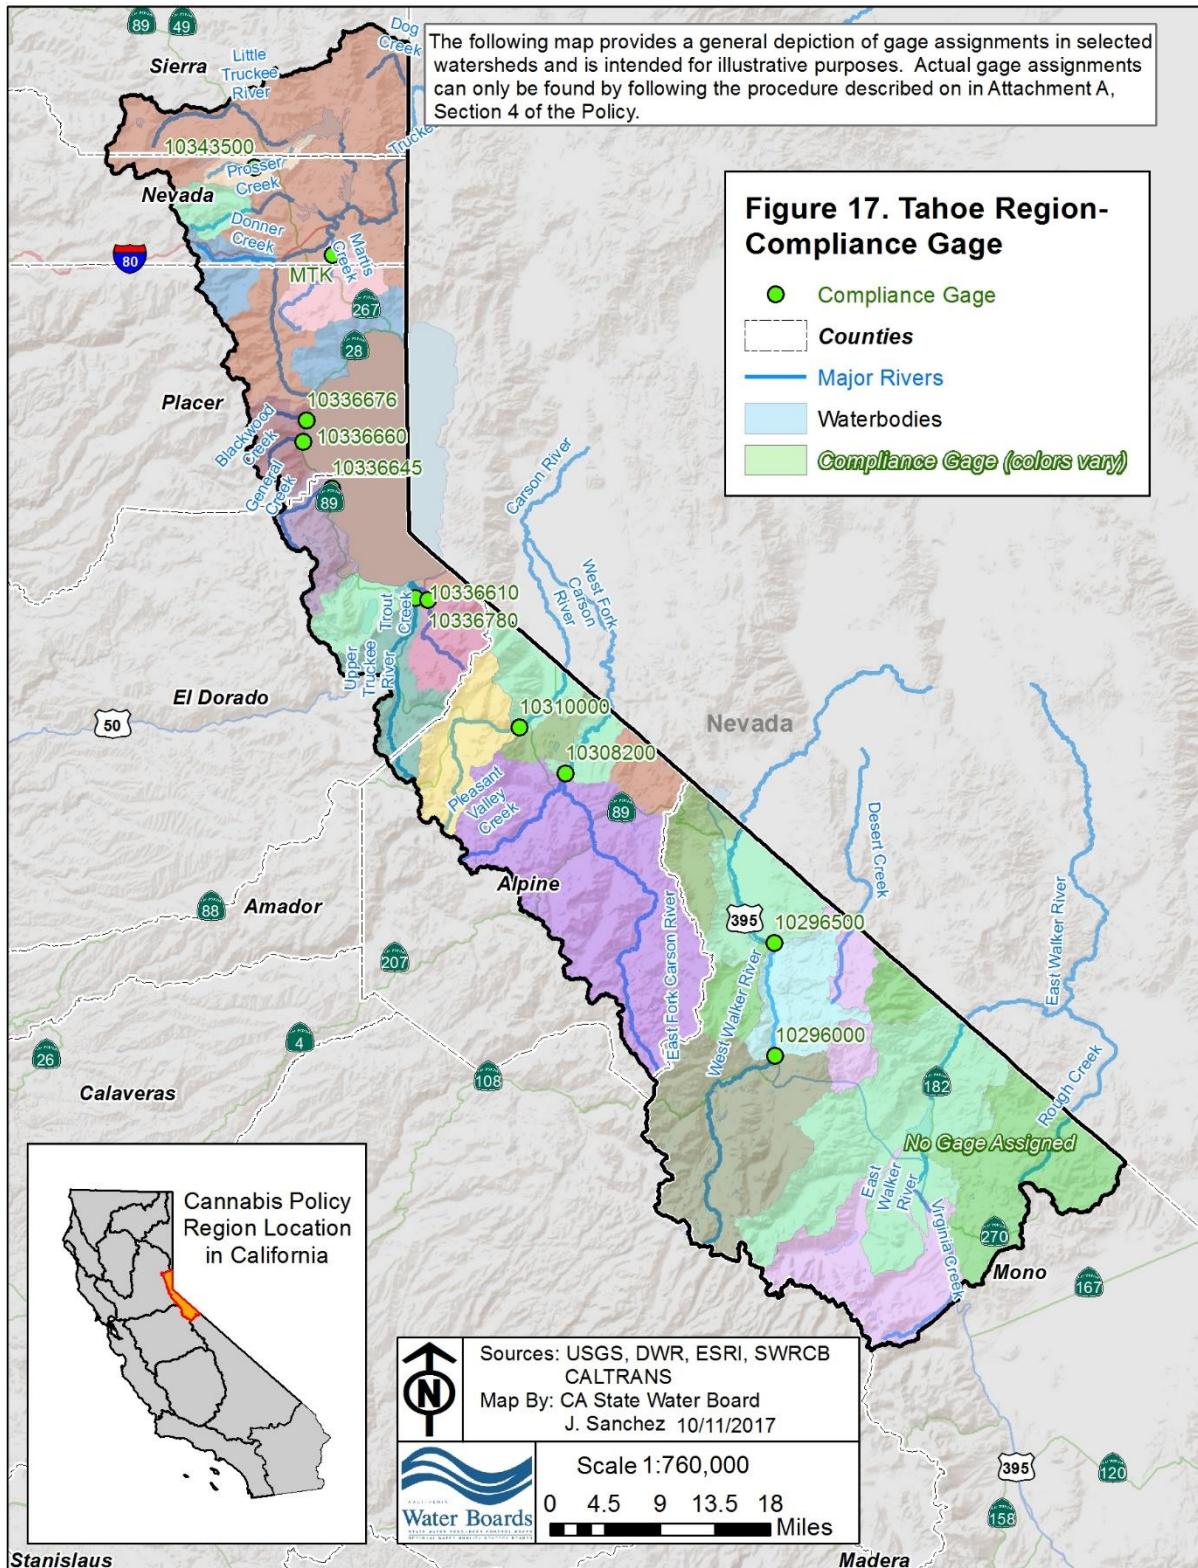 89
49
Sierra
Little
Truckee
River
Dog
Creek
The following map provides a general depiction of gage assignments in selected
watersheds and is intended for illustrative purposes. Actual gage assignments
can only be found by following the procedure described on in Attachment A,
Section 4 of the Policy.
10343500
Prosser
Creek
Nevada
Donner
Creek
80
MTK
Martis
Creek
267
28
Figure 17. Tahoe Region-
Compliance Gage
Compliance Gage
Counties
Major Rivers
Waterbodies
Compliance Gage (colors vary)
Placer
10336676
Blackwood
Creek
10336660
General
Creek
10336645
89
Carson River
West Fork
Carson
River
10336610
10336780
Trout
Creek
Upper
Truckee
River
El Dorado
50
Nevada
10310000
10308200
Pleasant
Valley
Creek
89
Desert Creek
Alpine
88
Amador
395
10296500
207
East Fork Carson River
West Walker River
East Walker River
10296000
26
4
108
182
Rough Creek
Calaveras
No Gage Assigned
East
Walker
River
Virginia Creek
270
Mono
167
Cannabis Policy
Region Location
in California
N
Sources: USGS, DWR, ESRI, SWRCB
CALTRANS
Map By: CA State Water Board
J. Sanchez 10/11/2017
CALIFORNIA
Water Boards
Scale 1:760,000
0 4.5 9 13.5 18
Miles
395
120
158
Stanislaus
Madera